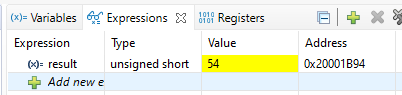 (x)= Variables Expressions 1010 0101 Registers
Expression Type Value Address
(x)= result unsigned short 54 0x20001B94
Add new e